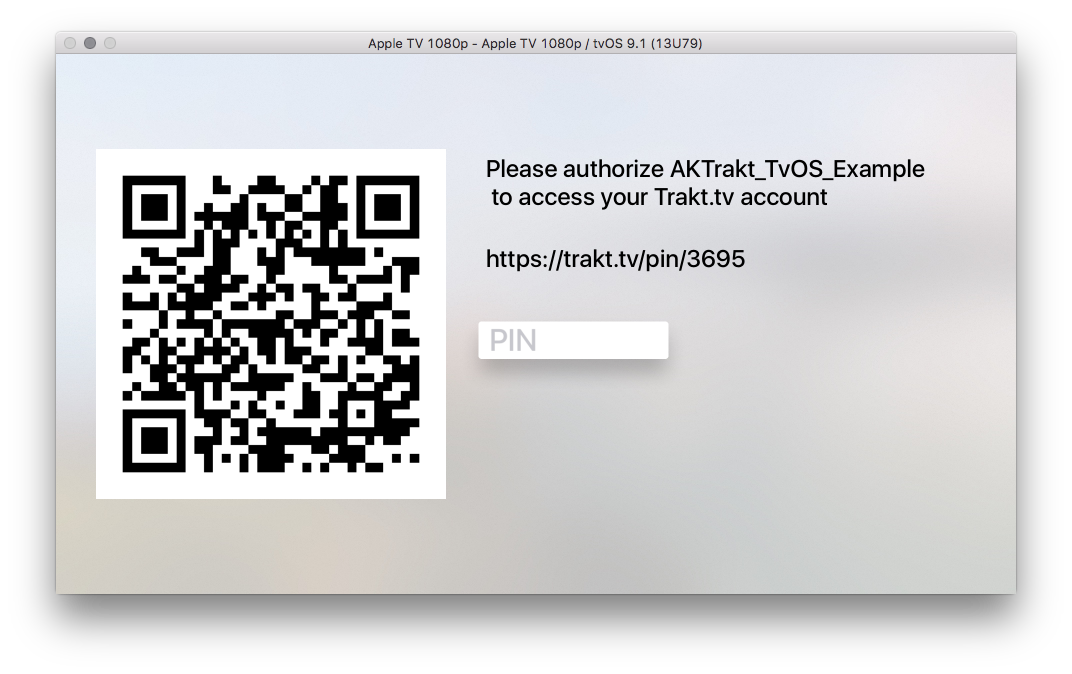 Apple TV 1080p - Apple TV 1080p / tvOS 9.1 (13U79)
Please authorize AKTrakt_TvOS_Example
to access your Trakt.tv account
https://trakt.tv/pin/3695
PIN